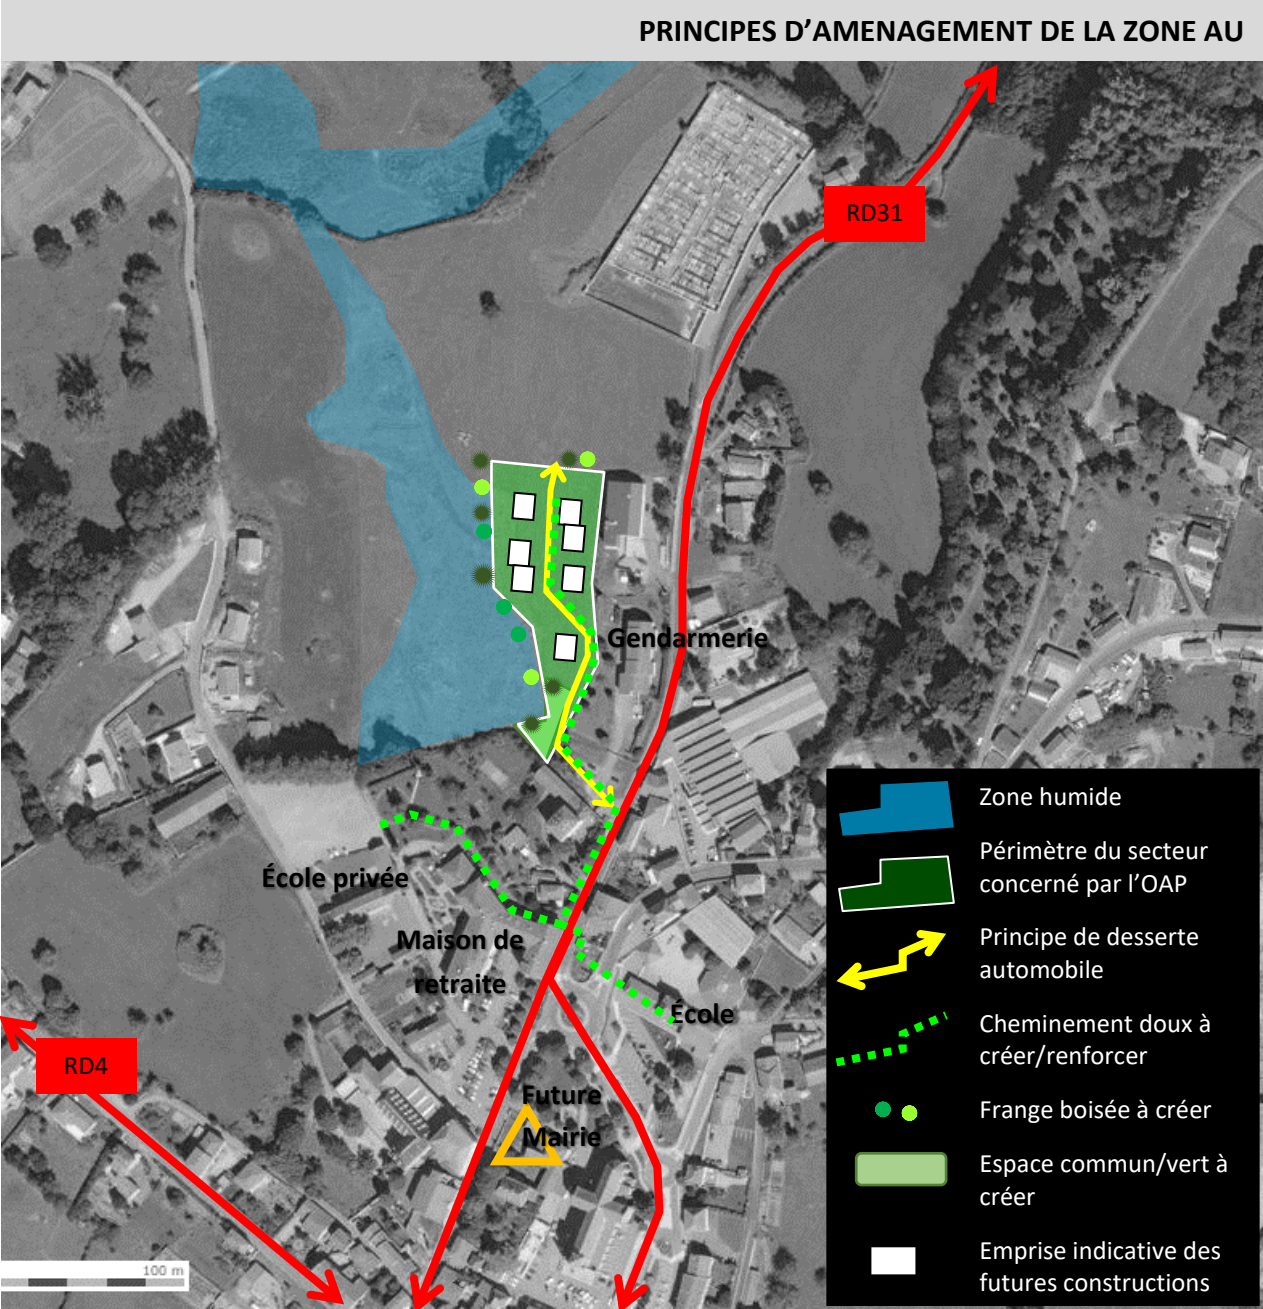 PRINCIPES D'AMENAGEMENT DE LA ZONE AU
RD31
Gendarmerie
École privée
Maison de
retraite
École
RD4
Future
Mairie
100 m
Zone humide
Périmètre du secteur
concerné par l'OAP
Principe de desserte
automobile
Cheminement doux à
créer/renforcer
Frange boisée à créer
Espace commun/vert à
créer
Emprise indicative des
futures constructions